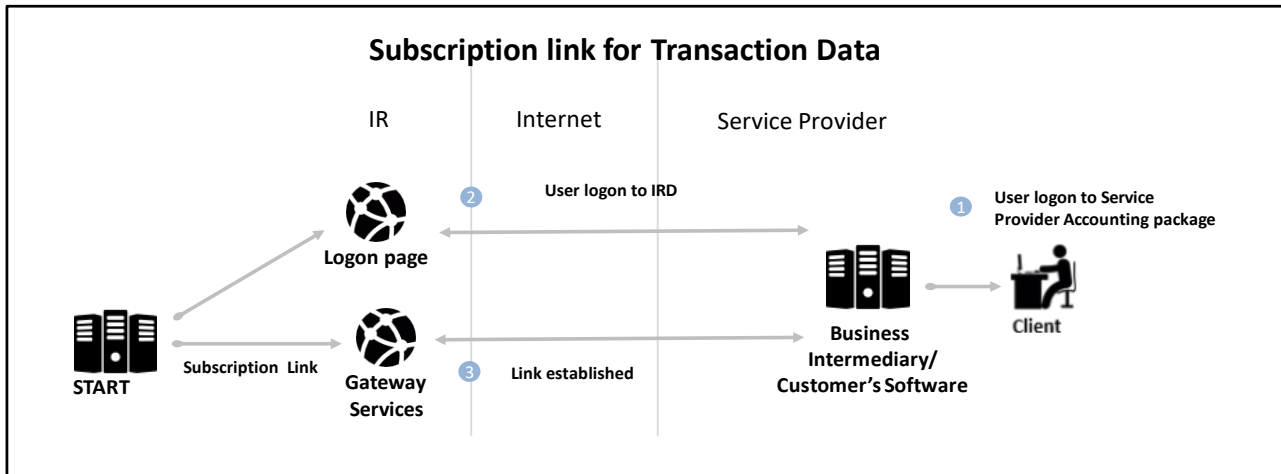 Subscription link for Transaction Data
IR
Internet
Service Provider
2
User logon to IRD
1
User logon to Service
Provider Accounting package
Logon page
START
Subscription Link
Gateway
Services
3
Link established
Business
Intermediary/
Customer's Software
Client